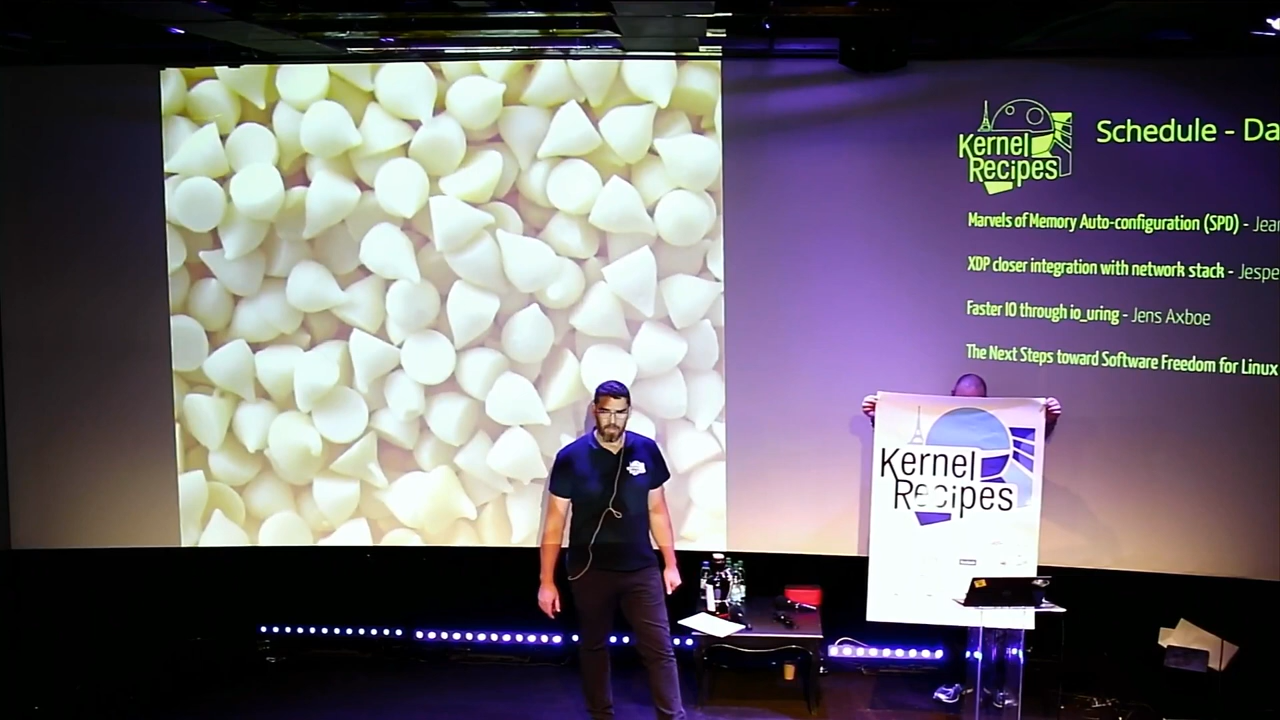 Kernel
Recipes
Schedule - Da
Marvels of Memory Auto-configuration (SPD) - Jean
XDP closer integration with network stack - Jespe
Faster IO through io_uring - Jens Axboe
The Next Steps toward Software Freedom for Linux
Kernel
Recipes